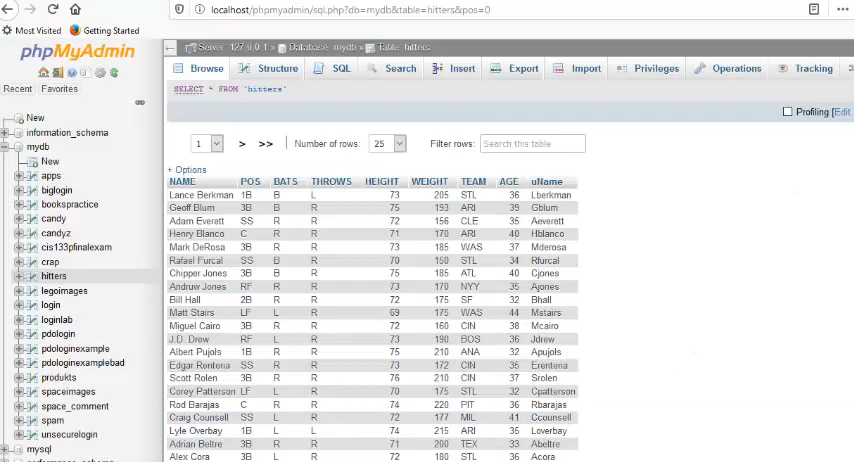 localhost/phpmyadmin/sql.php?db=mydb&table=hitters&pos=0
Most Visited Getting Started
phpMyAdmin
Recent Favorites
New
information_schema
mydb
New
apps
biglogin
bookspractice
candy
candyz
cis133pfinalexam
crap
hitters
legoimages
login
loginlab
pdologin
pdologinexample
pdologinexamplebad
produkts
spaceimages
space_comment
spam
unsecurelogin
mysql
Server: 127.0.0.1 » Database: mydb » Table: hitters
Browse Structure SQL Search Insert Export Import Privileges Operations Tracking
SELECT * FROM `hitters`
Profiling [Edit
1 > >> Number of rows: 25 Filter rows: Search this table
+ Options
NAME POS BATS THROWS HEIGHT WEIGHT TEAM AGE uName
Lance Berkman 1B B L 73 205 STL 36 Lberkman
Geoff Blum 3B B R 75 193 ARI 39 Gblum
Adam Everett SS R R 72 156 CLE 35 Aeverett
Henry Blanco C R R 71 170 ARI 40 Hblanco
Mark DeRosa 3B R R 73 185 WAS 37 Mderosa
Rafael Furcal SS B R 70 150 STL 34 Rfurcal
Chipper Jones 3B B R 75 185 ATL 40 Cjones
Andruw Jones RF R R 73 170 NYY 35 Ajones
Bill Hall 2B R R 72 175 SF 32 Bhall
Matt Stairs LF L R 69 175 WAS 44 Mstairs
Miguel Cairo 3B R R 72 160 CIN 38 Mcairo
J.D. Drew RF L R 73 190 BOS 36 Jdrew
Albert Pujols 1B R R 75 210 ANA 32 Apujols
Edgar Renteria SS R R 73 172 CIN 35 Erenteria
Scott Rolen 3B R R 76 210 CIN 37 Srolen
Corey Patterson LF L R 70 175 STL 32 Cpatterson
Rod Barajas C R R 74 220 PIT 36 Rbarajas
Craig Counsell SS L R 72 177 MIL 41 Ccounsell
Lyle Overbay 1B L L 74 215 ARI 35 Loverbay
Adrian Beltre 3B R R 71 200 TEX 33 Abeltre
Alex Cora 3B L R 72 180 STL 36 Acora